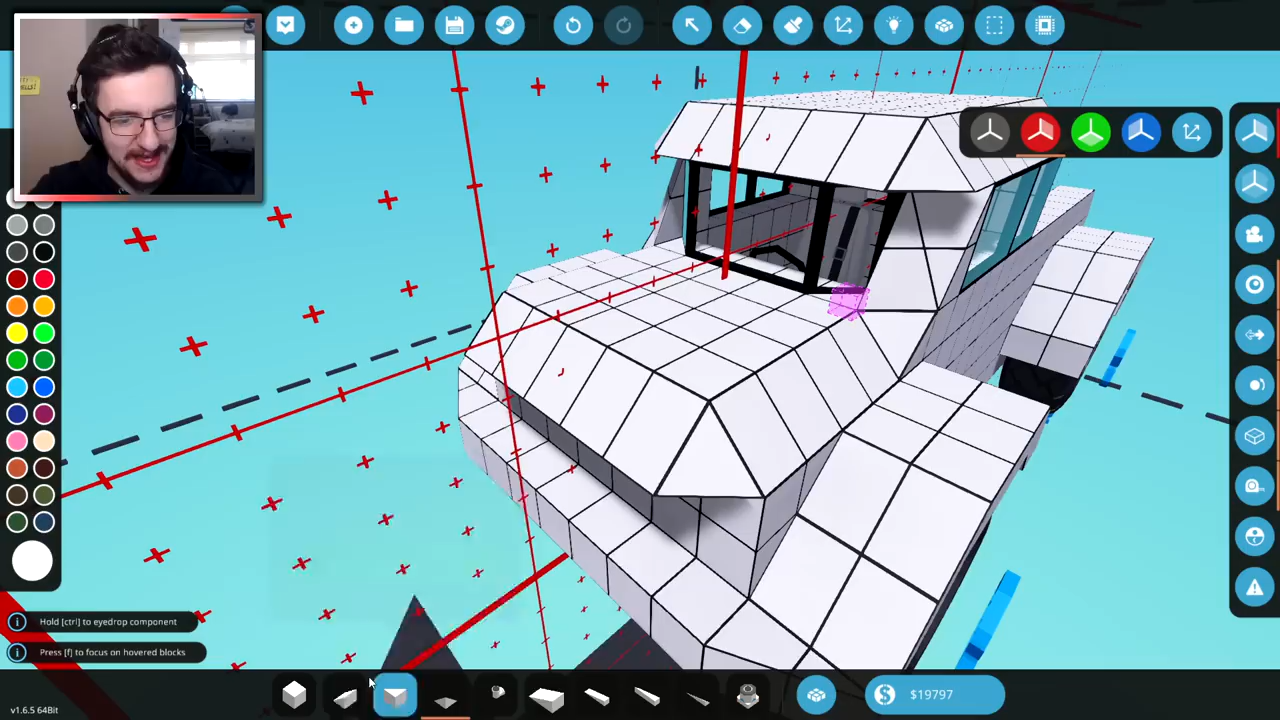 Hold [ctrl] to eyedrop component
Press [f] to focus on hovered blocks
$19797
v1.6.5 64Bit